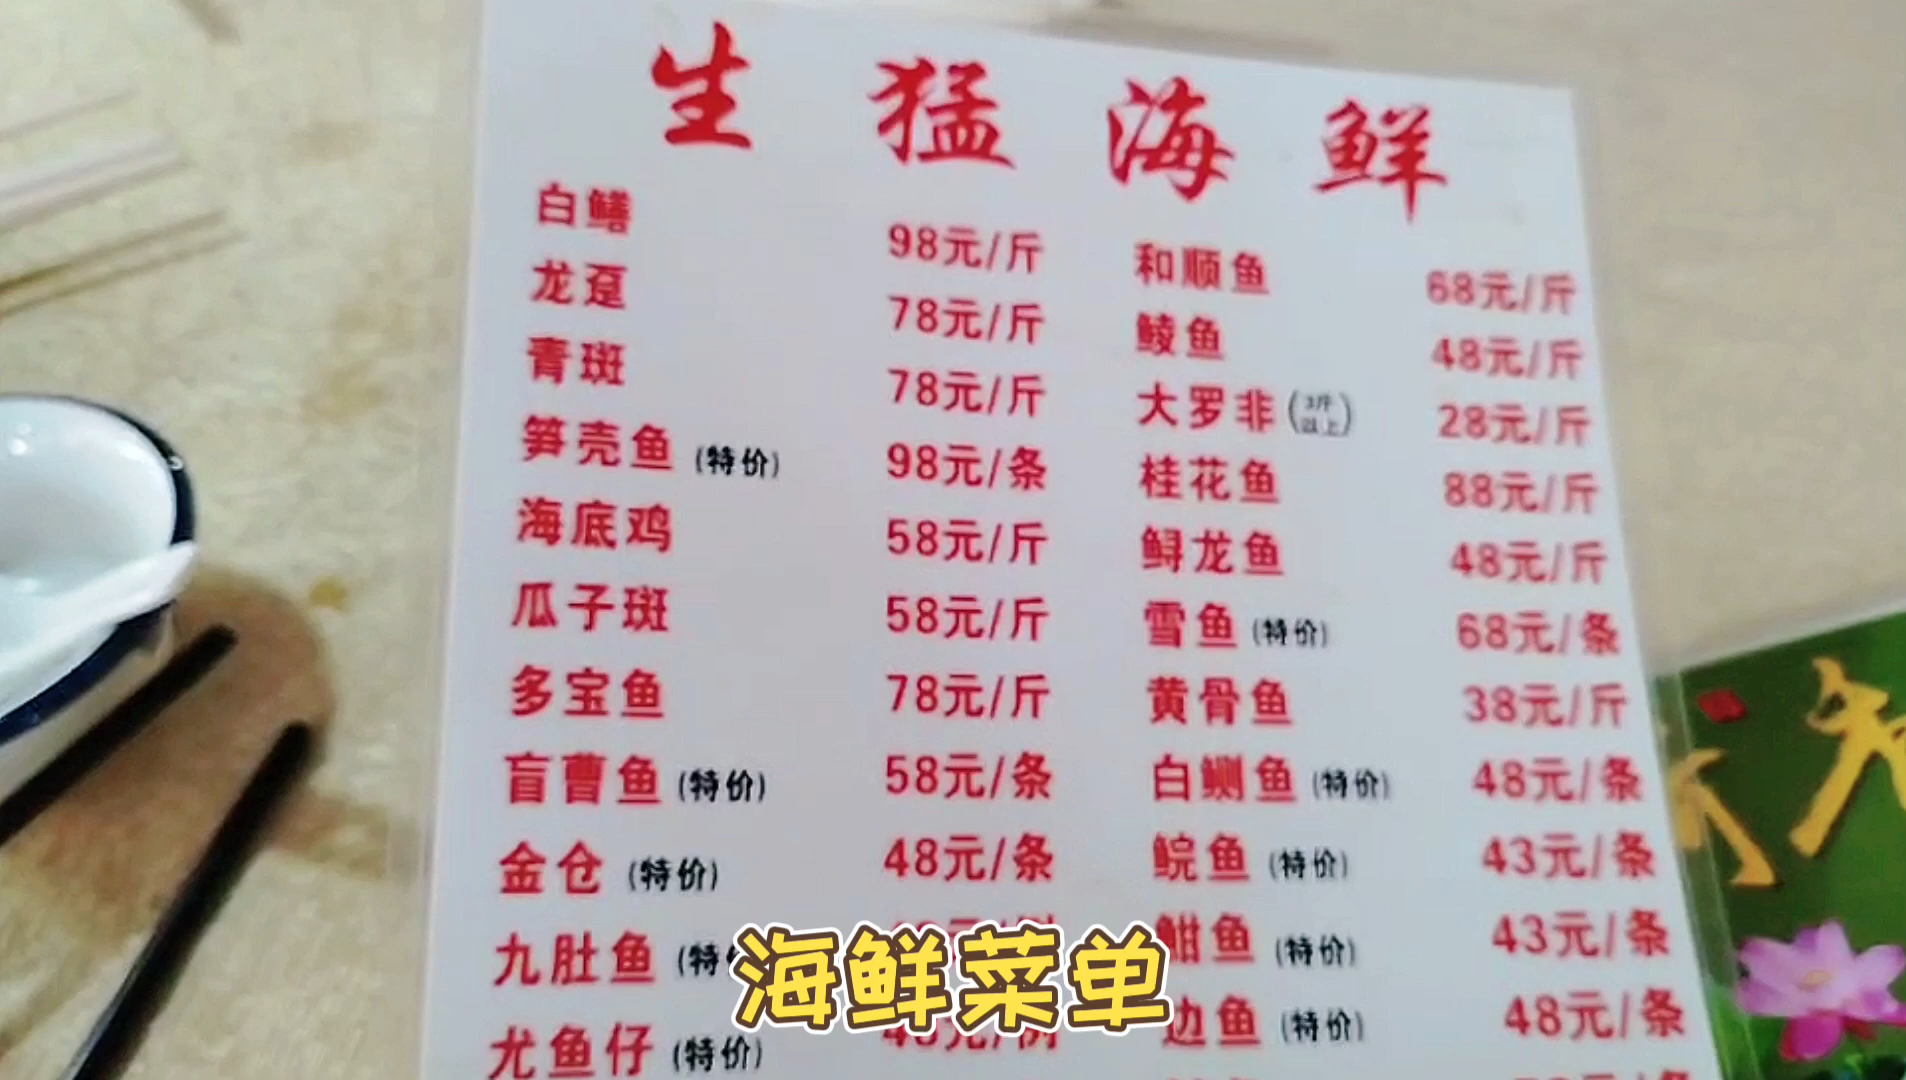 生猛海鲜
白鳝 98元/斤
龙趸 78元/斤
青斑 78元/斤
笋壳鱼(特价) 98元/条
海底鸡 58元/斤
瓜子斑 58元/斤
多宝鱼 78元/斤
盲曹鱼(特价) 58元/条
金仓(特价) 48元/条
九肚鱼(特
尤鱼仔(特价)
和顺鱼 68元/斤
鲮鱼 48元/斤
大罗非(3斤以上) 28元/斤
桂花鱼 88元/斤
鲟龙鱼 48元/斤
雪鱼(特价) 68元/条
黄骨鱼 38元/斤
白鲗鱼(特价) 48元/条
鲩鱼(特价) 43元/条
鲋鱼(特价) 43元/条
边鱼(特价) 48元/条
海鲜菜单